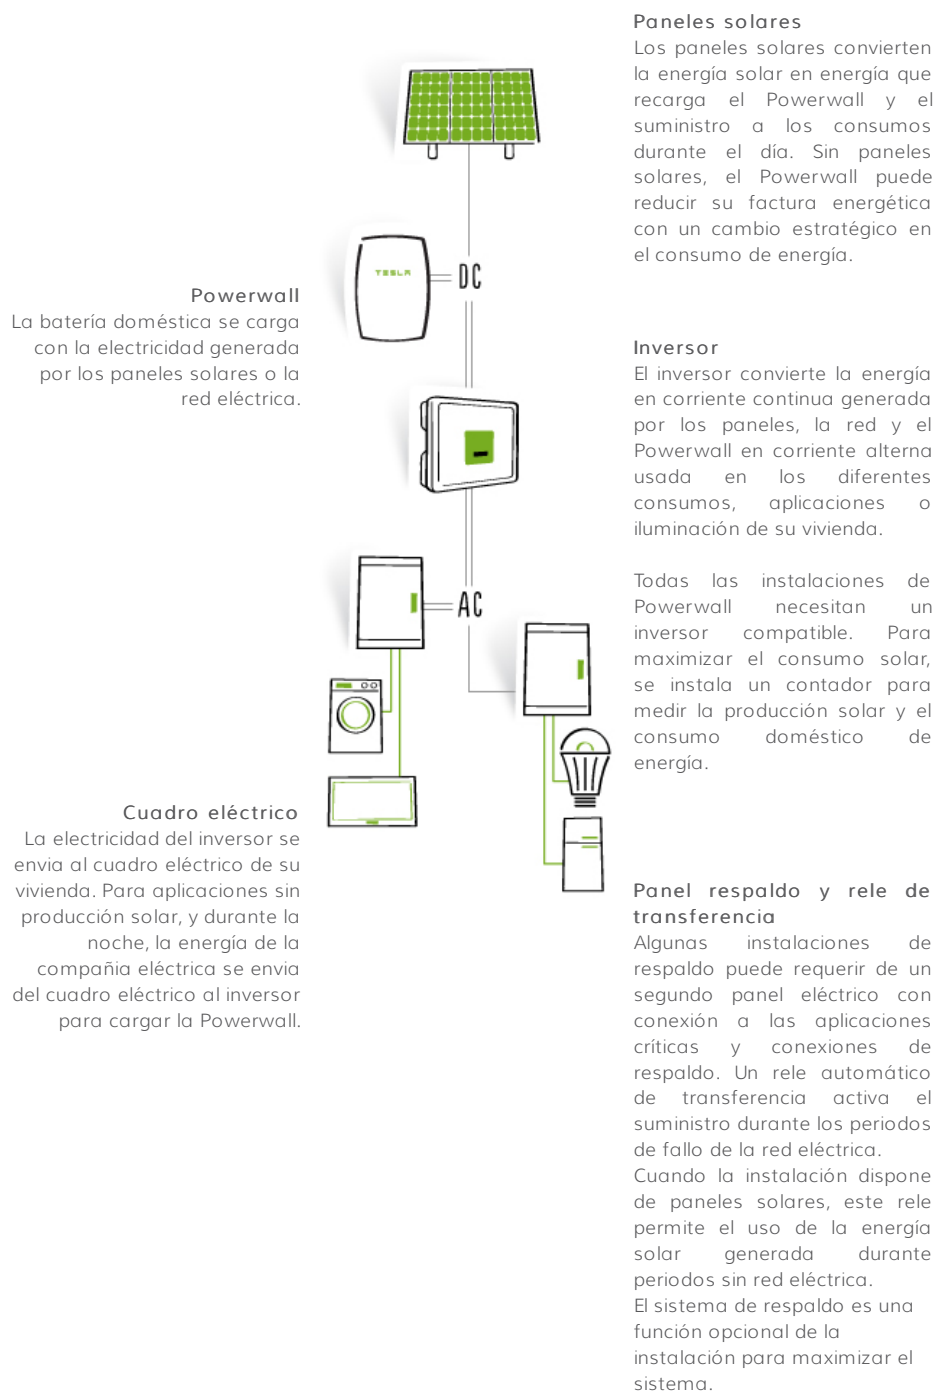 Paneles solares
Los paneles solares convierten
la energía solar en energía que
recarga el Powerwall y el
suministro a los consumos
durante el día. Sin paneles
solares, el Powerwall puede
reducir su factura energética
con un cambio estratégico en
el consumo de energía.
TESLA
DC
Powerwall
La batería doméstica se carga
con la electricidad generada
por los paneles solares o la
red eléctrica.
Inversor
El inversor convierte la energía
en corriente continua generada
por los paneles, la red y el
Powerwall en corriente alterna
usada en los diferentes
consumos, aplicaciones o
iluminación de su vivienda.
Todas las instalaciones de
Powerwall necesitan un
inversor compatible. Para
maximizar el consumo solar,
se instala un contador para
medir la producción solar y el
consumo doméstico de
energía.
AC
Cuadro eléctrico
La electricidad del inversor se
envia al cuadro eléctrico de su
vivienda. Para aplicaciones sin
producción solar, y durante la
noche, la energía de la
compañia eléctrica se envia
del cuadro eléctrico al inversor
para cargar la Powerwall.
Panel respaldo y rele de
transferencia
Algunas instalaciones de
respaldo puede requerir de un
segundo panel eléctrico con
conexión a las aplicaciones
críticas y conexiones de
respaldo. Un rele automático
de transferencia activa el
suministro durante los periodos
de fallo de la red eléctrica.
Cuando la instalación dispone
de paneles solares, este rele
permite el uso de la energía
solar generada durante
periodos sin red eléctrica.
El sistema de respaldo es una
función opcional de la
instalación para maximizar el
sistema.